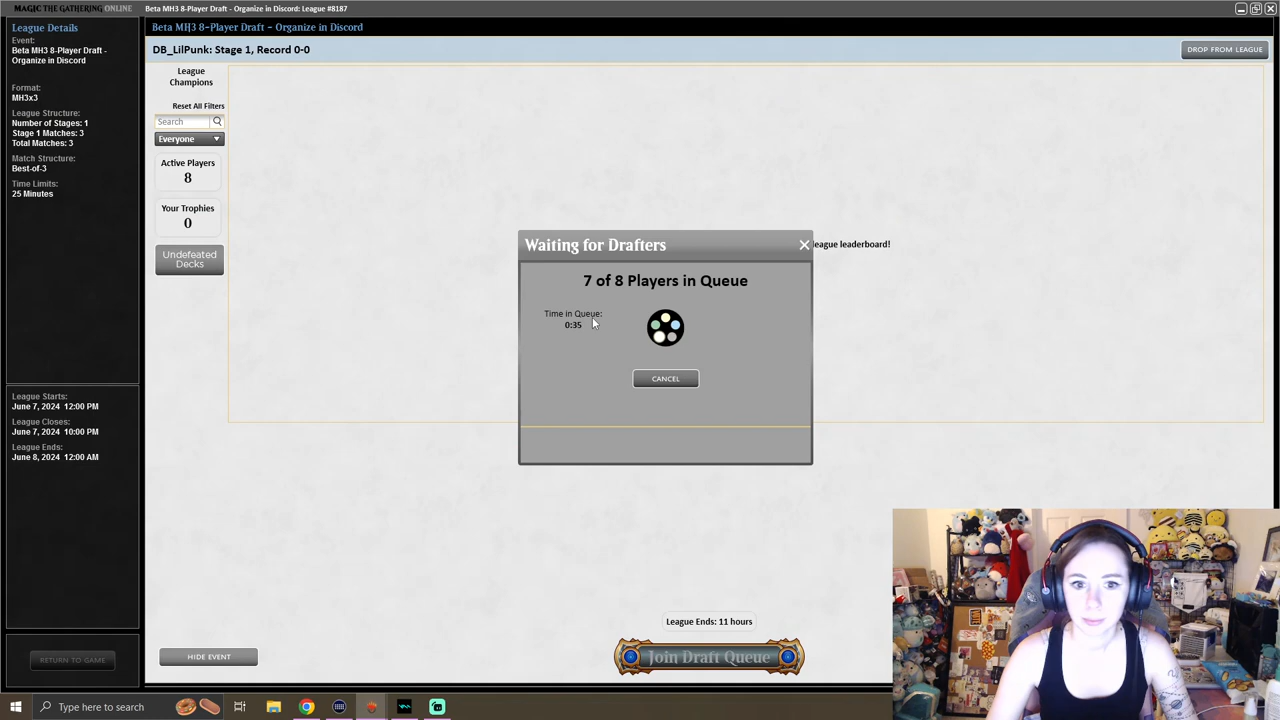 MAGIC THE GATHERING ONLINE
Beta MH3 8-Player Draft - Organize in Discord: League #8187
League Details
Event:
Beta MH3 8-Player Draft -
Organize in Discord
Format:
MH3x3
League Structure:
Number of Stages: 1
Stage 1 Matches: 3
Total Matches: 3
Match Structure:
Best-of-3
Time Limits:
25 Minutes
League Starts:
June 7, 2024 12:00 PM
League Closes:
June 7, 2024 10:00 PM
League Ends:
June 8, 2024 12:00 AM
RETURN TO GAME
Beta MH3 8-Player Draft - Organize in Discord
DB_LilPunk: Stage 1, Record 0-0
DROP FROM LEAGUE
League
Champions
Reset All Filters
Search
Everyone
Active Players
8
Your Trophies
0
Undefeated
Decks
league leaderboard!
Waiting for Drafters
7 of 8 Players in Queue
Time in Queue:
0:35
CANCEL
League Ends: 11 hours
HIDE EVENT
Join Draft Queue
Type here to search